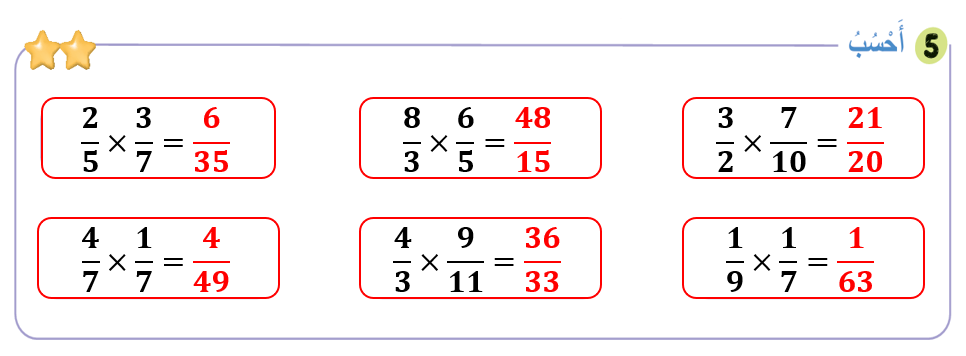 5 أَحْسُبُ
2/5 × 3/7 = 6/35
8/3 × 6/5 = 48/15
3/2 × 7/10 = 21/20
4/7 × 1/7 = 4/49
4/3 × 9/11 = 36/33
1/9 × 1/7 = 1/63